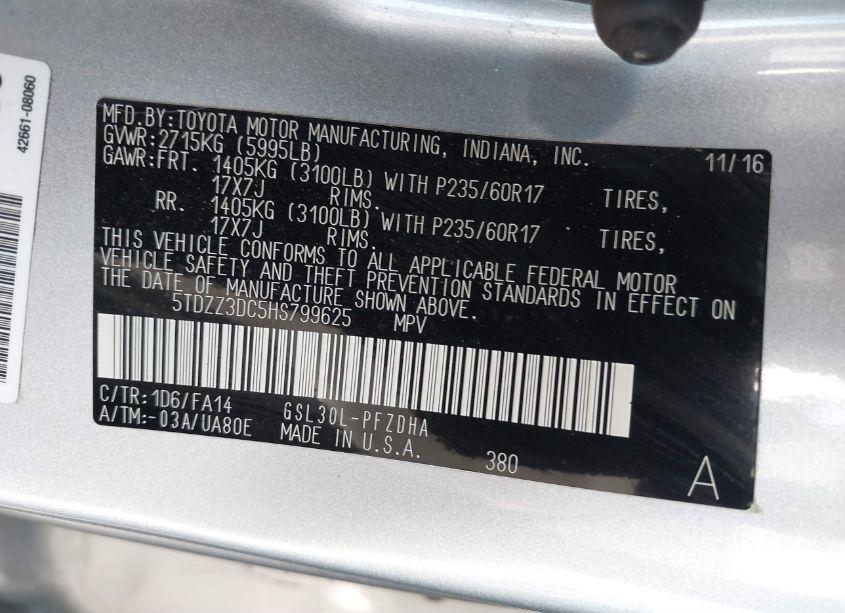 42661-08060
MFD.BY:TOYOTA MOTOR MANUFACTURING, INDIANA, INC. 11/16
GVWR:2715KG (5995LB)
GAWR:FRT. 1405KG (3100LB) WITH P235/60R17 TIRES,
17X7J RIMS.
RR. 1405KG (3100LB) WITH P235/60R17 TIRES,
17X7J RIMS.
THIS VEHICLE CONFORMS TO ALL APPLICABLE FEDERAL MOTOR
VEHICLE SAFETY AND THEFT PREVENTION STANDARDS IN EFFECT ON
THE DATE OF MANUFACTURE SHOWN ABOVE.
5TDZZ3DC5HS799625 MPV
C/TR:1D6/FA14 GSL30L-PFZDHA
A/TM:-03A/UA80E MADE IN U.S.A. 380
A